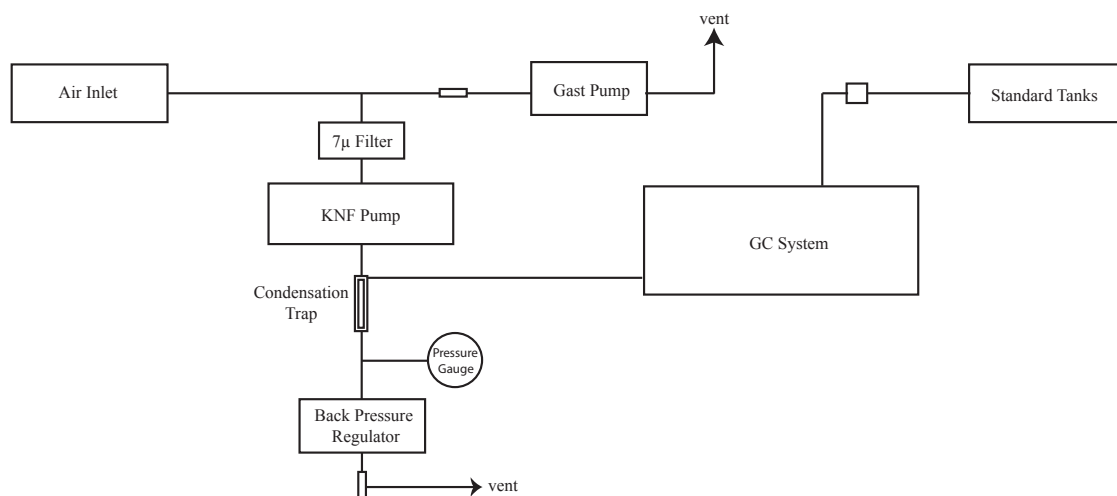 vent
Air Inlet
Gast Pump
Standard Tanks
7µ Filter
KNF Pump
GC System
Condensation
Trap
Pressure
Gauge
Back Pressure
Regulator
vent